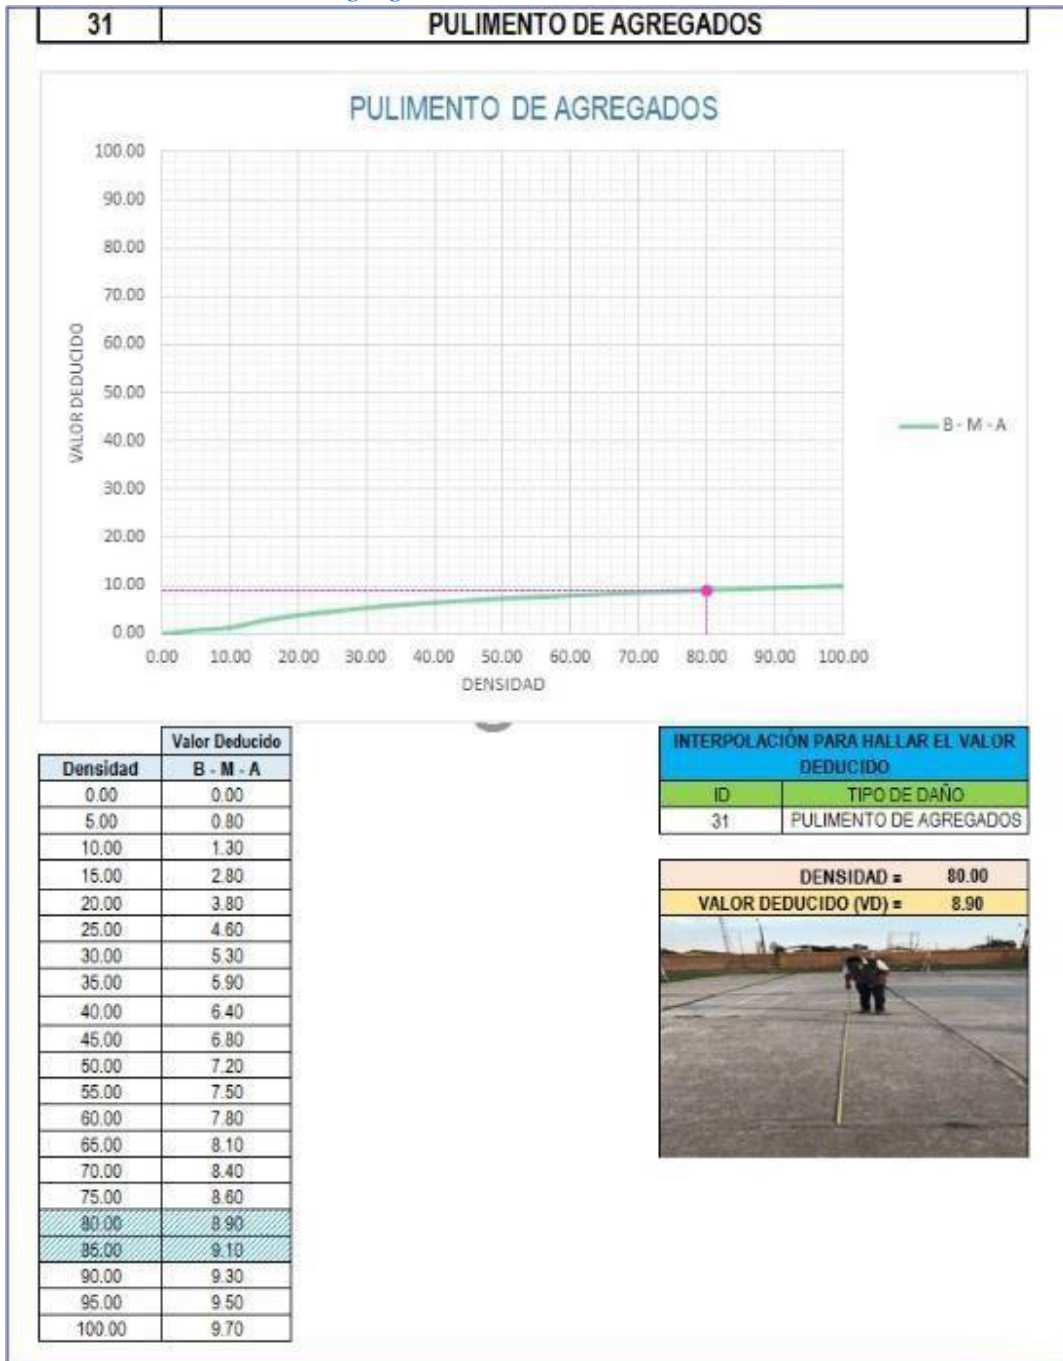 31 PULIMENTO DE AGREGADOS
PULIMENTO DE AGREGADOS
100.00
90.00
80.00
70.00
60.00
50.00
40.00
30.00
20.00
10.00
0.00
VALOR DEDUCIDO
B - M - A
0.00 10.00 20.00 30.00 40.00 50.00 60.00 70.00 80.00 90.00 100.00
DENSIDAD
Valor Deducido
Densidad B - M - A
0.00 0.00
5.00 0.80
10.00 1.30
15.00 2.80
20.00 3.80
25.00 4.60
30.00 5.30
35.00 5.90
40.00 6.40
45.00 6.80
50.00 7.20
55.00 7.50
60.00 7.80
65.00 8.10
70.00 8.40
75.00 8.60
80.00 8.90
85.00 9.10
90.00 9.30
95.00 9.50
100.00 9.70
INTERPOLACIÓN PARA HALLAR EL VALOR
DEDUCIDO
ID TIPO DE DAÑO
31 PULIMENTO DE AGREGADOS
DENSIDAD = 80.00
VALOR DEDUCIDO (VD) = 8.90